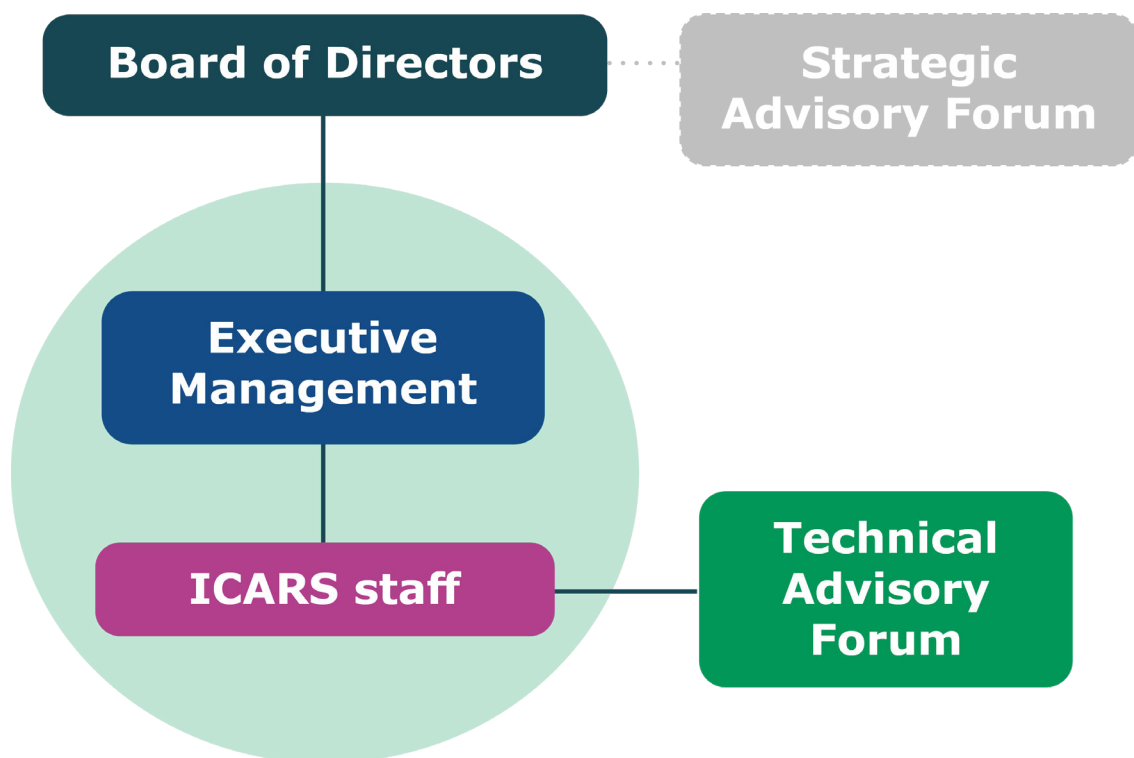 Board of Directors
Strategic
Advisory Forum
Executive
Management
ICARS staff
Technical
Advisory
Forum